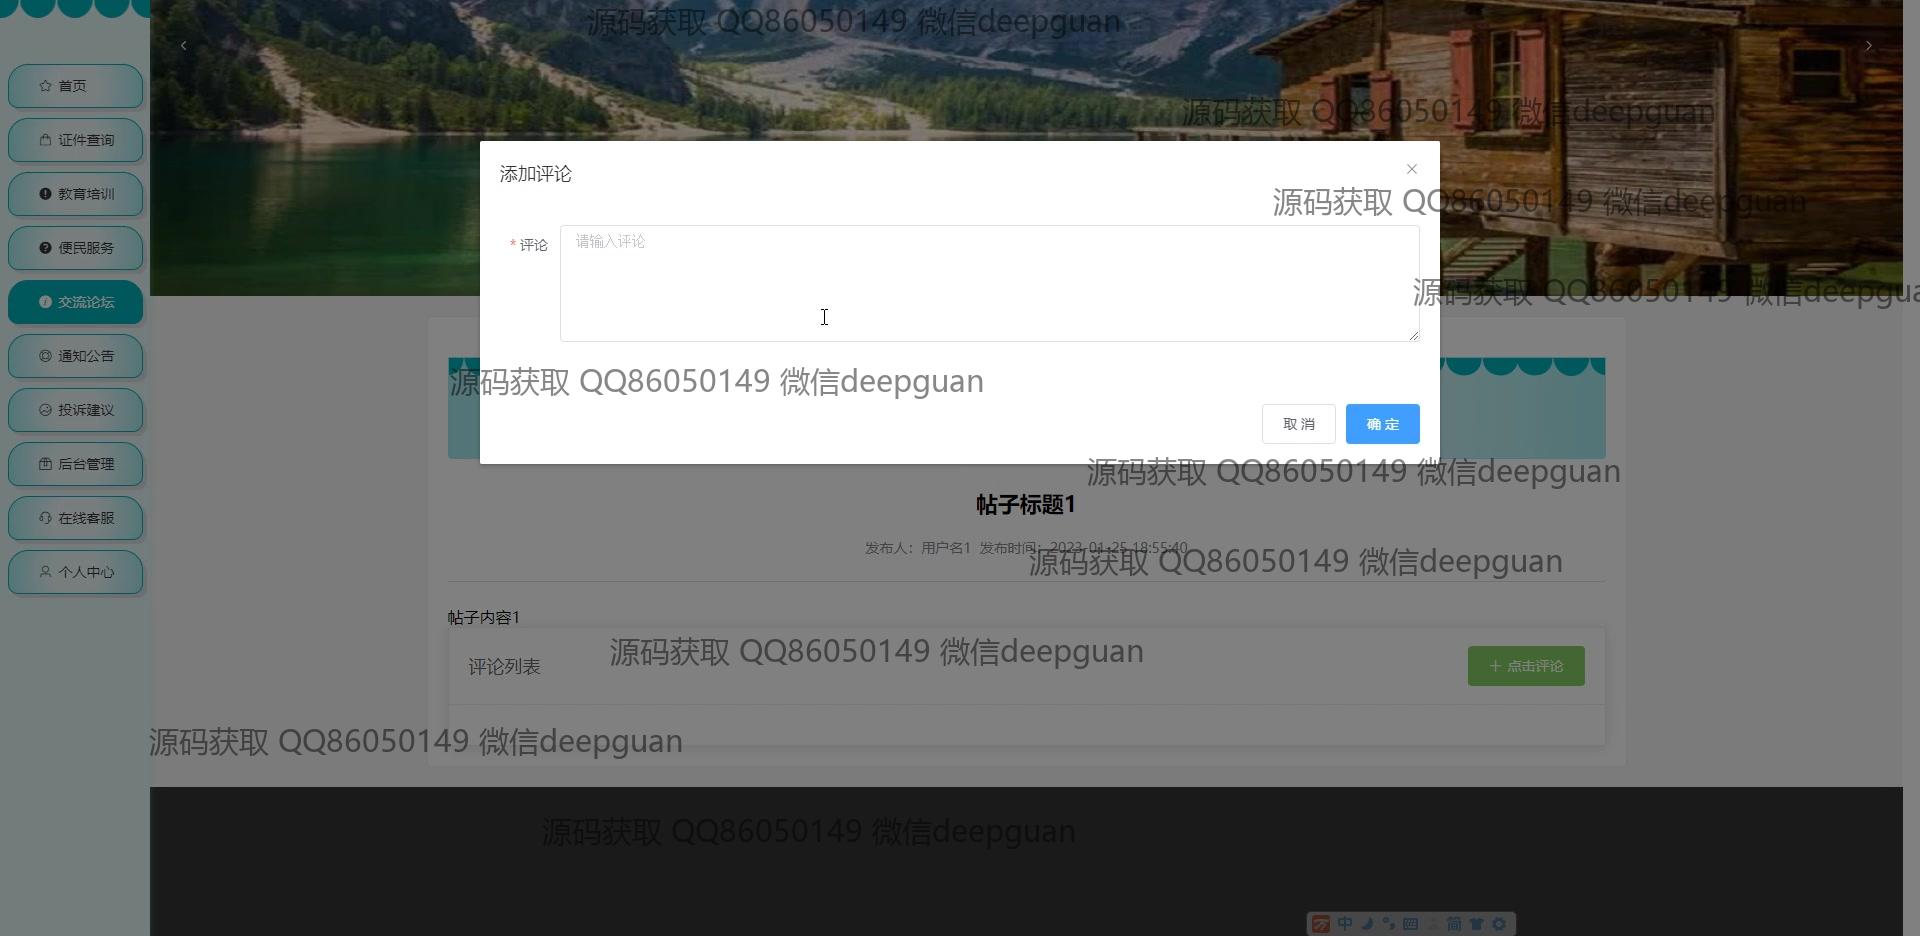 源码获取 QQ86050149 微信deepguan
首页
源码获取 QQ86050149 微信deepguan
证件查询
添加评论
教育培训
源码获取 QQ86050149 微信deepguan
* 评论
请输入评论
便民服务
交流论坛
源码获取 QQ86050149 微信deepgua
通知公告
源码获取 QQ86050149 微信deepguan
投诉建议
取消
确定
后台管理
源码获取 QQ86050149 微信deepguan
帖子标题1
在线客服
发布人：用户名1 发布时间：2023-01-25 18:55:40
源码获取 QQ86050149 微信deepguan
个人中心
帖子内容1
源码获取 QQ86050149 微信deepguan
评论列表
+ 点击评论
源码获取 QQ86050149 微信deepguan
源码获取 QQ86050149 微信deepguan
中
简